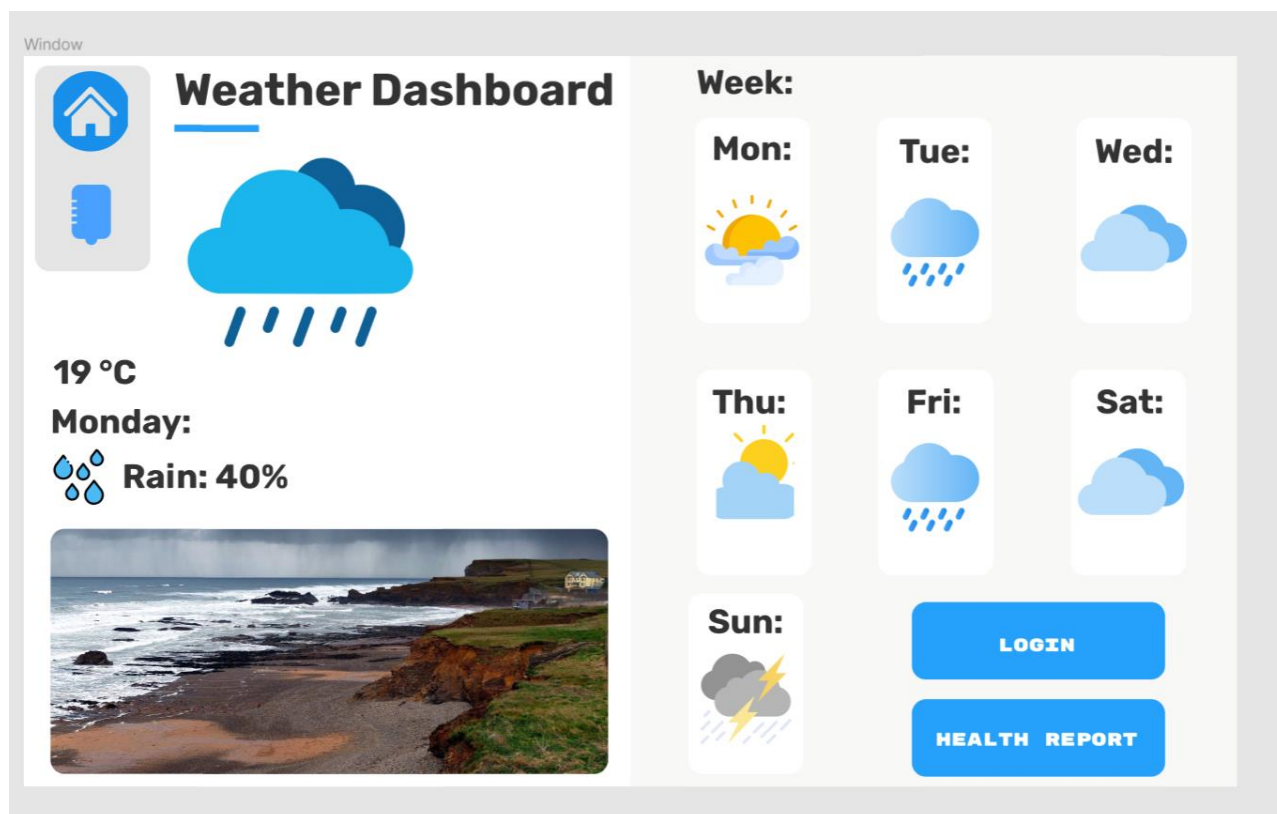 Window
Weather Dashboard
19 °C
Monday:
Rain: 40%
Week:
Mon:
Tue:
Wed:
Thu:
Fri:
Sat:
Sun:
LOGIN
HEALTH REPORT